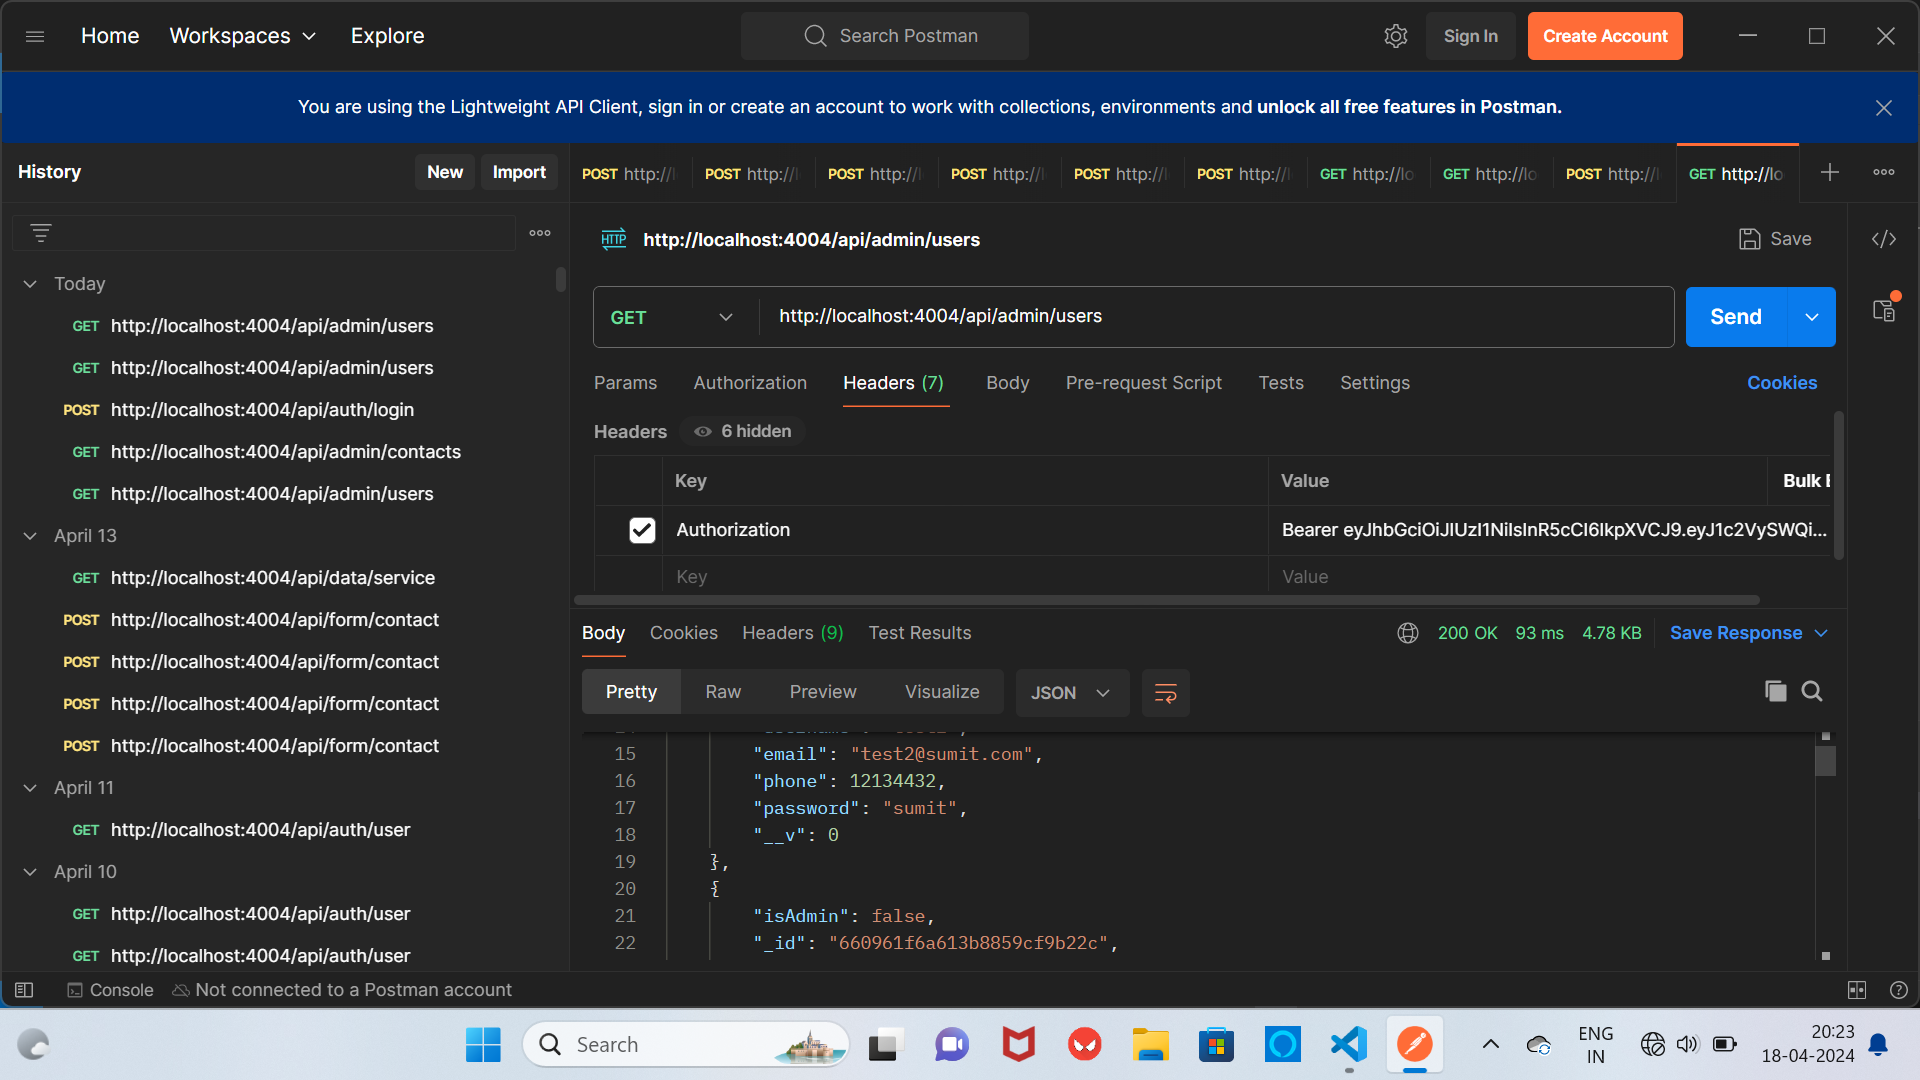 Home Workspaces Explore Search Postman Sign In Create Account
You are using the Lightweight API Client, sign in or create an account to work with collections, environments and unlock all free features in Postman.
History New Import
POST http://l POST http://l POST http://l POST http://l POST http://l POST http://l GET http://lo GET http://lo POST http://l GET http://lo
HTTP http://localhost:4004/api/admin/users Save
GET http://localhost:4004/api/admin/users Send
Params Authorization Headers (7) Body Pre-request Script Tests Settings Cookies
Headers 6 hidden
Key Value Bulk E
Authorization Bearer eyJhbGciOiJIUzI1NiIsInR5cCI6IkpXVCJ9.eyJ1c2VySWQi...
Key Value
Today
GET http://localhost:4004/api/admin/users
GET http://localhost:4004/api/admin/users
POST http://localhost:4004/api/auth/login
GET http://localhost:4004/api/admin/contacts
GET http://localhost:4004/api/admin/users
April 13
GET http://localhost:4004/api/data/service
POST http://localhost:4004/api/form/contact
POST http://localhost:4004/api/form/contact
POST http://localhost:4004/api/form/contact
POST http://localhost:4004/api/form/contact
April 11
GET http://localhost:4004/api/auth/user
April 10
GET http://localhost:4004/api/auth/user
GET http://localhost:4004/api/auth/user
Body Cookies Headers (9) Test Results 200 OK 93 ms 4.78 KB Save Response
Pretty Raw Preview Visualize JSON
15 "email": "test2@sumit.com",
16 "phone": 12134432,
17 "password": "sumit",
18 "__v": 0
19 },
20 {
21 "isAdmin": false,
22 "_id": "660961f6a613b8859cf9b22c",
Console Not connected to a Postman account
Search
ENG
IN
20:23
18-04-2024